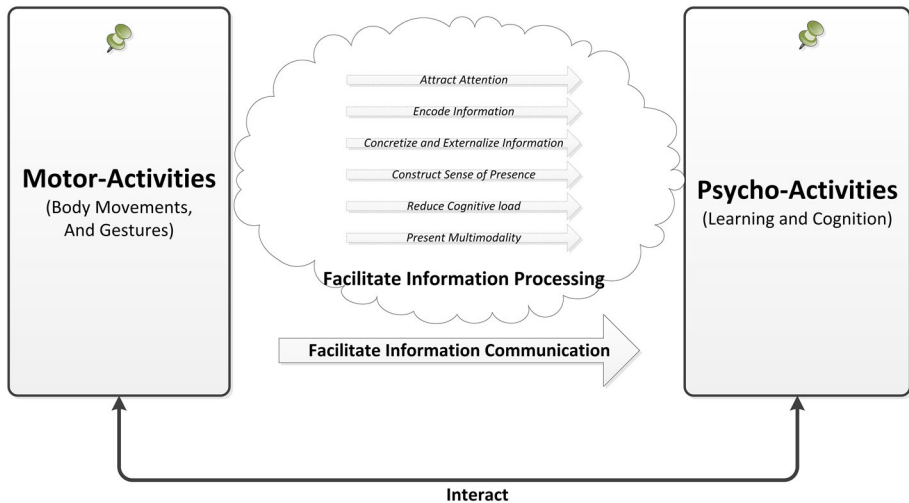 Motor-Activities
(Body Movements,
And Gestures)
Attract Attention
Encode Information
Concretize and Externalize Information
Construct Sense of Presence
Reduce Cognitive load
Present Multimodality
Facilitate Information Processing
Facilitate Information Communication
Psycho-Activities
(Learning and Cognition)
Interact